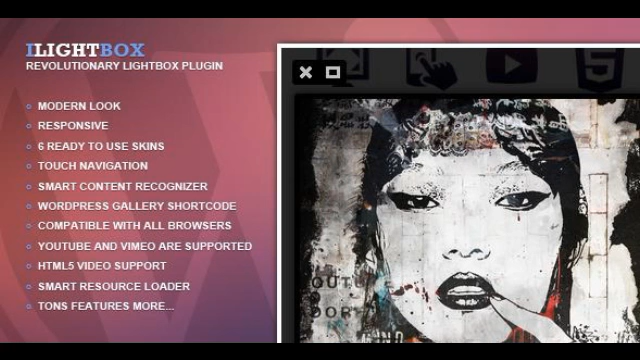 ILIGHTBOX
REVOLUTIONARY LIGHTBOX PLUGIN
MODERN LOOK
RESPONSIVE
6 READY TO USE SKINS
TOUCH NAVIGATION
SMART CONTENT RECOGNIZER
WORDPRESS GALLERY SHORTCODE
COMPATIBLE WITH ALL BROWSERS
YOUTUBE AND VIMEO ARE SUPPORTED
HTML5 VIDEO SUPPORT
SMART RESOURCE LOADER
TONS FEATURES MORE...